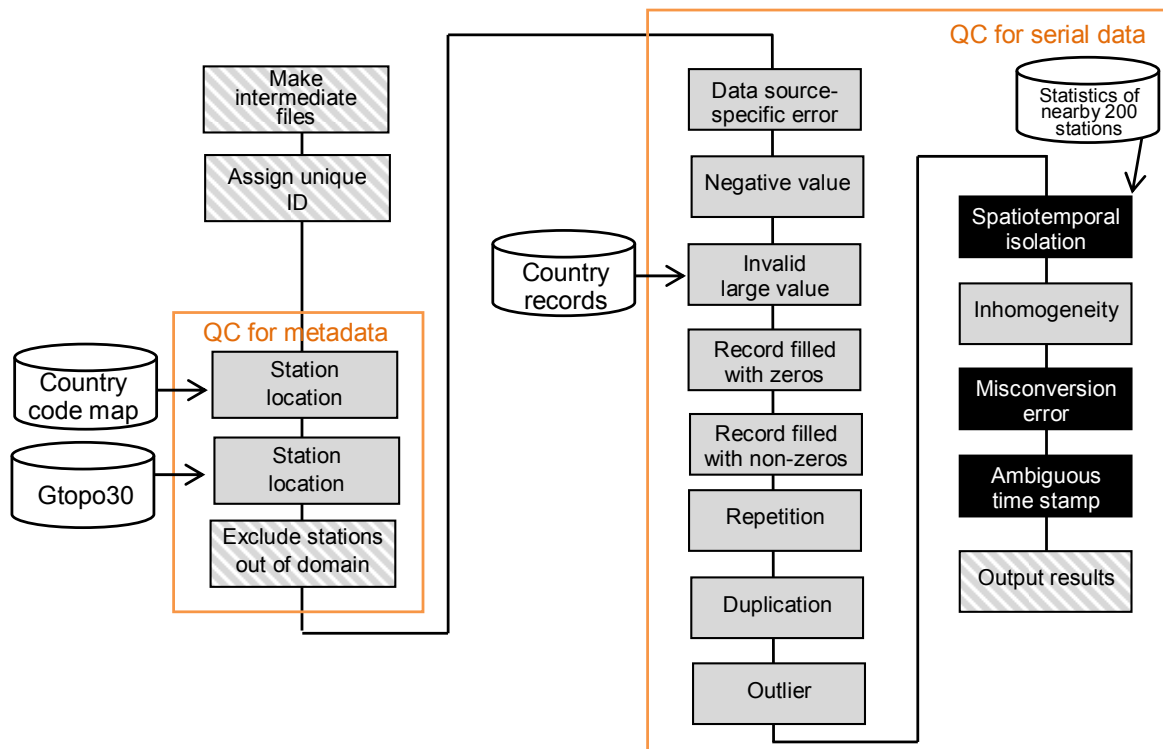 Make
intermediate
files
Assign unique
ID
QC for metadata
Country
code map
Station
location
Gtopo30
Station
location
Exclude stations
out of domain
QC for serial data
Data source-
specific error
Negative value
Country
records
Invalid
large value
Record filled
with zeros
Record filled
with non-zeros
Repetition
Duplication
Outlier
Statistics of
nearby 200
stations
Spatiotemporal
isolation
Inhomogeneity
Misconversion
error
Ambiguous
time stamp
Output results